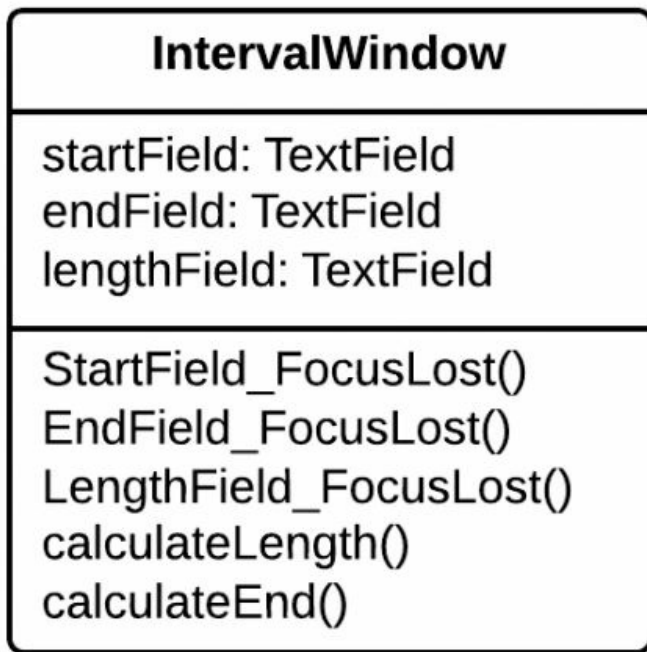 IntervalWindow
startField: TextField
endField: TextField
lengthField: TextField
StartField_FocusLost()
EndField_FocusLost()
LengthField_FocusLost()
calculateLength()
calculateEnd()